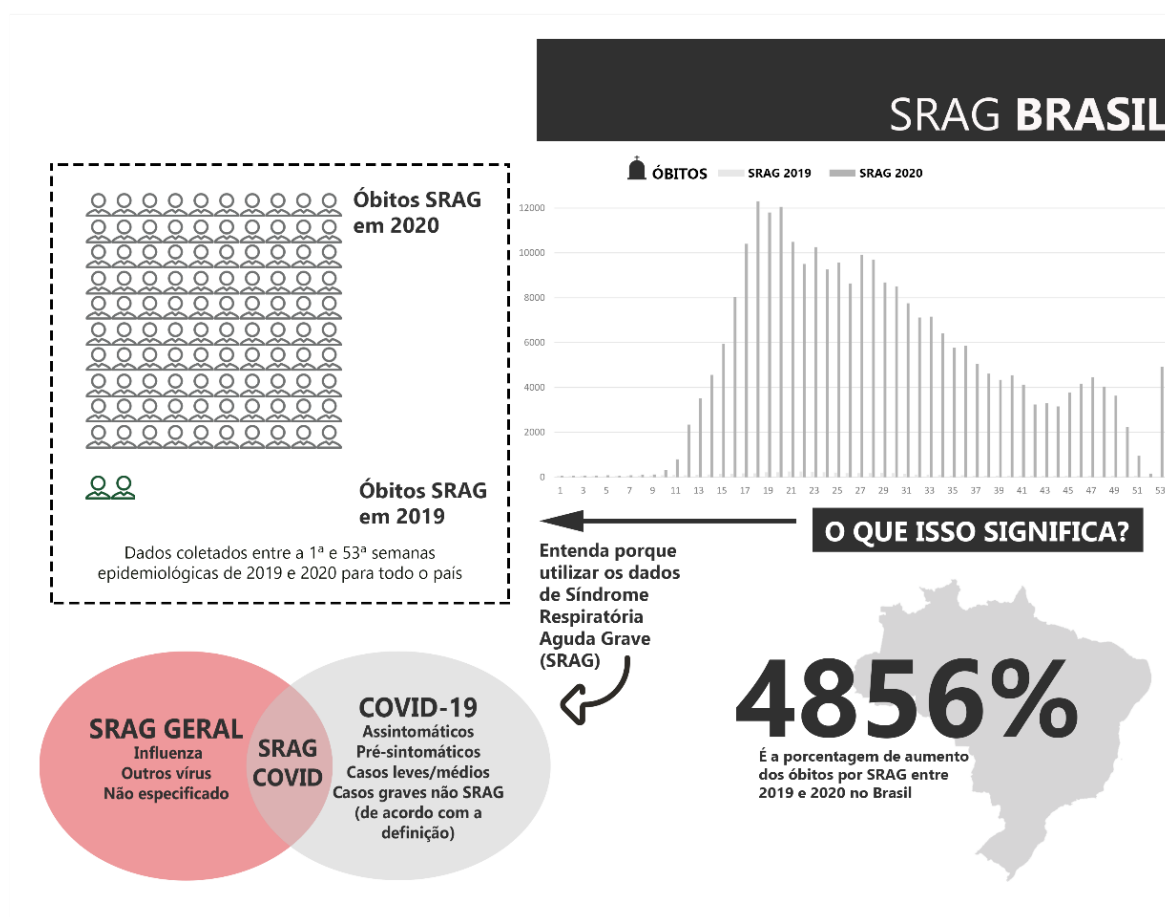 SRAG BRASIL
ÓBITOS SRAG 2019 SRAG 2020
Óbitos SRAG
em 2020
Óbitos SRAG
em 2019
Dados coletados entre a 1ª e 53ª semanas
epidemiológicas de 2019 e 2020 para todo o país
12000
10000
8000
6000
4000
2000
0
1 3 5 7 9 11 13 15 17 19 21 23 25 27 29 31 33 35 37 39 41 43 45 47 49 51 53
O QUE ISSO SIGNIFICA?
Entenda porque
utilizar os dados
de Síndrome
Respiratória
Aguda Grave
(SRAG)
SRAG GERAL
Influenza
Outros vírus
Não especificado
SRAG
COVID
COVID-19
Assintomáticos
Pré-sintomáticos
Casos leves/médios
Casos graves não SRAG
(de acordo com a
definição)
4856%
É a porcentagem de aumento
dos óbitos por SRAG entre
2019 e 2020 no Brasil